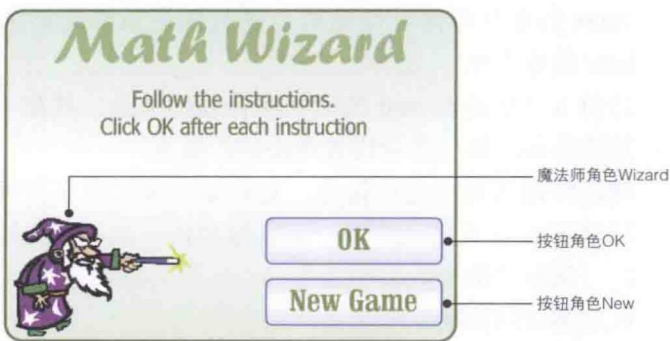 Math Wizard
Follow the instructions.
Click OK after each instruction
魔法师角色Wizard
OK
按钮角色OK
New Game
按钮角色New